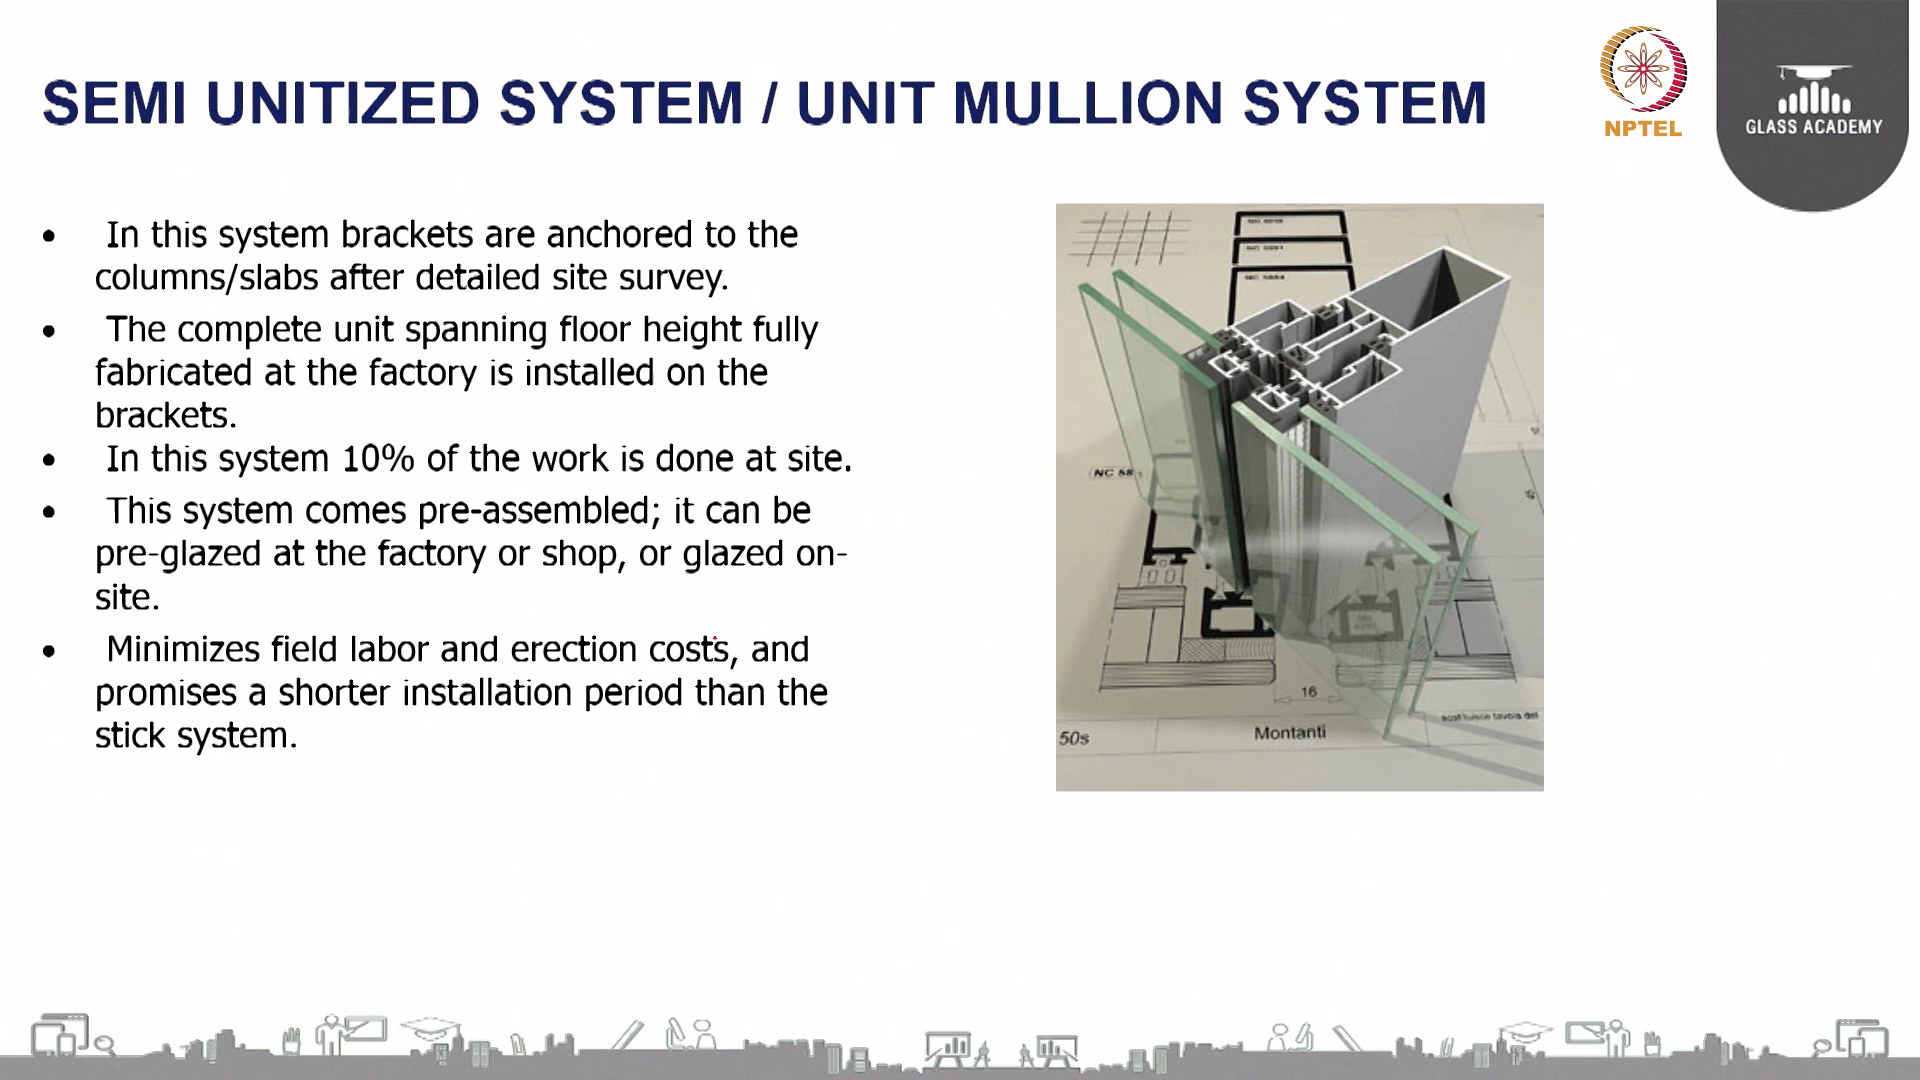 SEMI UNITIZED SYSTEM / UNIT MULLION SYSTEM
NPTEL
GLASS ACADEMY
• In this system brackets are anchored to the
columns/slabs after detailed site survey.
• The complete unit spanning floor height fully
fabricated at the factory is installed on the
brackets.
• In this system 10% of the work is done at site.
• This system comes pre-assembled; it can be
pre-glazed at the factory or shop, or glazed on-
site.
• Minimizes field labor and erection costs, and
promises a shorter installation period than the
stick system.
16
Montanti
50s